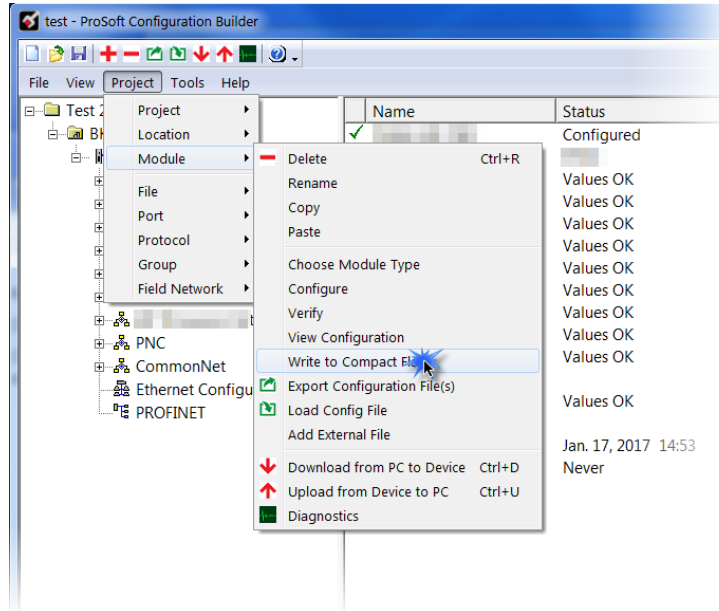 test - ProSoft Configuration Builder
File View Project Tools Help
Test 2
Project
Location
Module
File
Port
Protocol
Group
Field Network
PNC
CommonNet
Ethernet Configu
PROFINET
Delete Ctrl+R
Rename
Copy
Paste
Choose Module Type
Configure
Verify
View Configuration
Write to Compact
Export Configuration File(s)
Load Config File
Add External File
Download from PC to Device Ctrl+D
Upload from Device to PC Ctrl+U
Diagnostics
Name Status
Configured
Values OK
Values OK
Values OK
Values OK
Values OK
Values OK
Values OK
Values OK
Values OK
Values OK
Jan. 17, 2017 14:53
Never